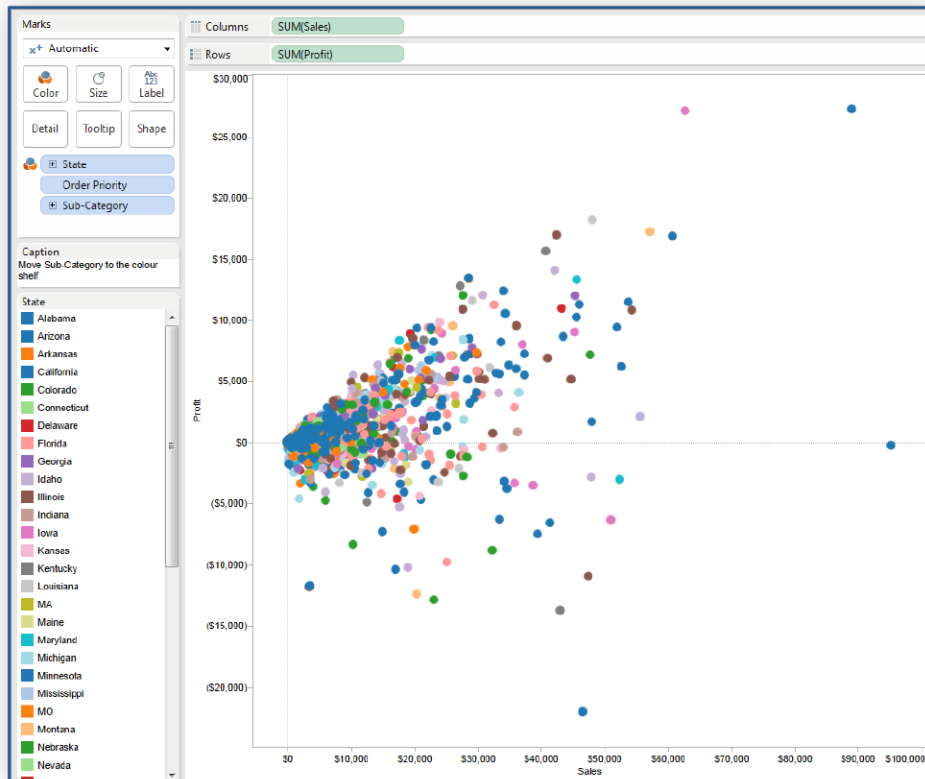 Marks
Columns SUM(Sales)
Rows SUM(Profit)
Automatic
Color Size Abc 123 Label
Detail Tooltip Shape
State
Order Priority
Sub-Category
Caption
Move Sub-Category to the colour
shelf
State
Alabama
Arizona
Arkansas
California
Colorado
Connecticut
Delaware
Florida
Georgia
Idaho
Illinois
Indiana
Iowa
Kansas
Kentucky
Louisiana
MA
Maine
Maryland
Michigan
Minnesota
Mississippi
MO
Montana
Nebraska
Nevada
$30,000
$25,000
$20,000
$15,000
$10,000
$5,000
$0
($5,000)
($10,000)
($15,000)
($20,000)
Profit
$0 $10,000 $20,000 $30,000 $40,000 $50,000 $60,000 $70,000 $80,000 $90,000 $100,000
Sales